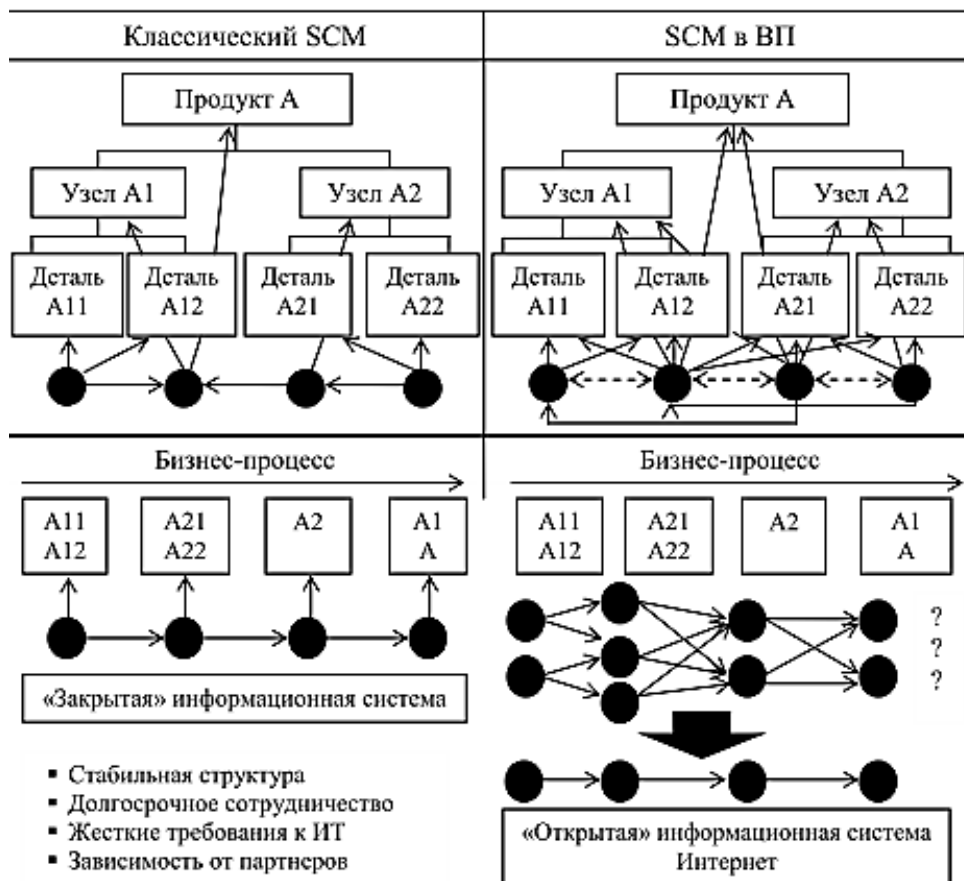 Классический SCM
SCM в ВП
Продукт А
Узел А1
Узел А2
Деталь
А11
Деталь
А12
Деталь
А21
Деталь
А22
Продукт А
Узел А1
Узел А2
Деталь
А11
Деталь
А12
Деталь
А21
Деталь
А22
Бизнес-процесс
А11
А12
А21
А22
А2
А1
А
«Закрытая» информационная система
▪ Стабильная структура
▪ Долгосрочное сотрудничество
▪ Жесткие требования к ИТ
▪ Зависимость от партнеров
Бизнес-процесс
А11
А12
А21
А22
А2
А1
А
?
?
?
«Открытая» информационная система
Интернет